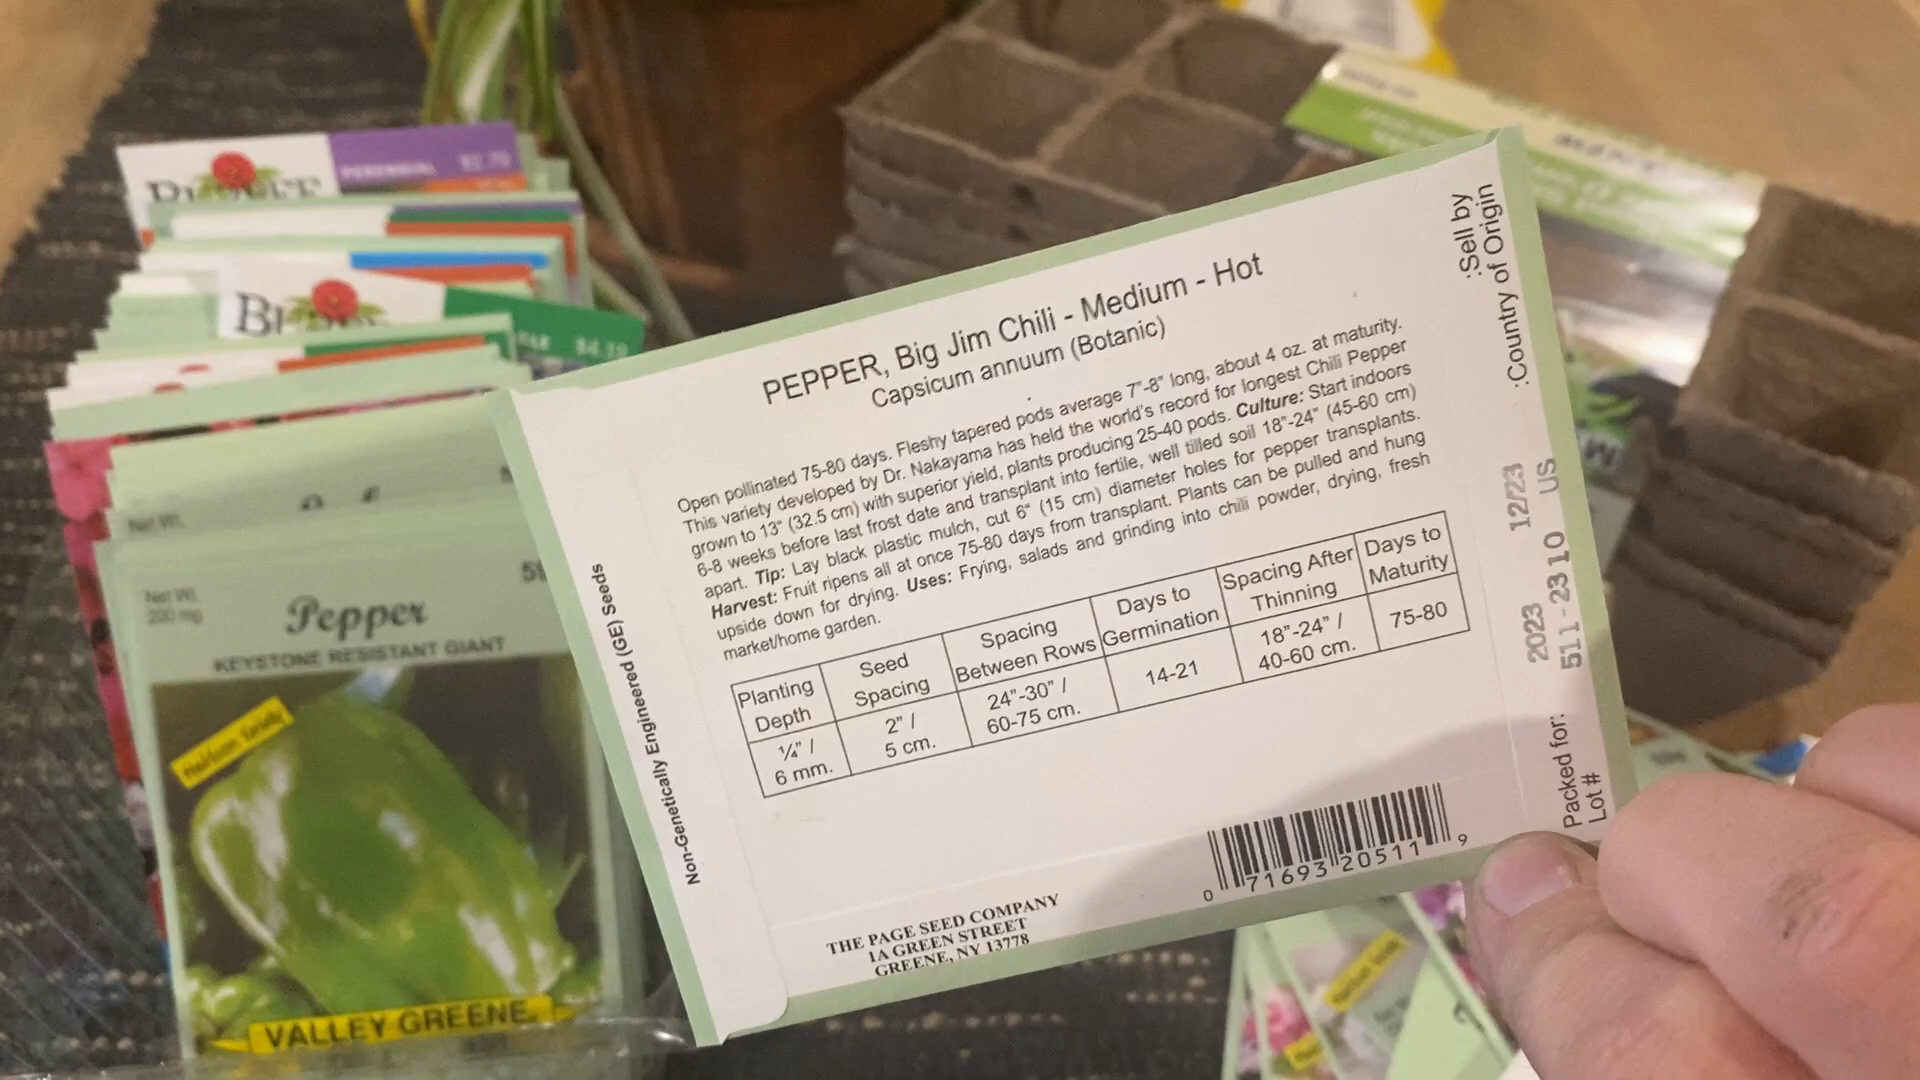 PERENNIAL
$2.79
$4.19
Net Wt.
Net Wt.
200 mg
Pepper
KEYSTONE RESISTANT GIANT
Heirloom Variety
VALLEY GREENE
PEPPER, Big Jim Chili - Medium - Hot
Capsicum annuum (Botanic)
Open pollinated 75-80 days. Fleshy tapered pods average 7"-8" long, about 4 oz. at maturity.
This variety developed by Dr. Nakayama has held the world's record for longest Chili Pepper
grown to 13" (32.5 cm) with superior yield, plants producing 25-40 pods. Culture: Start indoors
6-8 weeks before last frost date and transplant into fertile, well tilled soil 18"-24" (45-60 cm)
apart. Tip: Lay black plastic mulch, cut 6" (15 cm) diameter holes for pepper transplants.
Harvest: Fruit ripens all at once 75-80 days from transplant. Plants can be pulled and hung
upside down for drying. Uses: Frying, salads and grinding into chili powder, drying, fresh
market/home garden.
Planting Depth
Seed Spacing
Spacing Between Rows
Days to Germination
Spacing After Thinning
Days to Maturity
¼" / 6 mm.
2" / 5 cm.
24"-30" / 60-75 cm.
14-21
18"-24" / 40-60 cm.
75-80
Non-Genetically Engineered (GE) Seeds
THE PAGE SEED COMPANY
1A GREEN STREET
GREENE, NY 13778
0 71693 20511 9
Packed for: 2023 12/23 :Sell by
Lot # 511-23 10 US :Country of Origin
Heirloom Variety